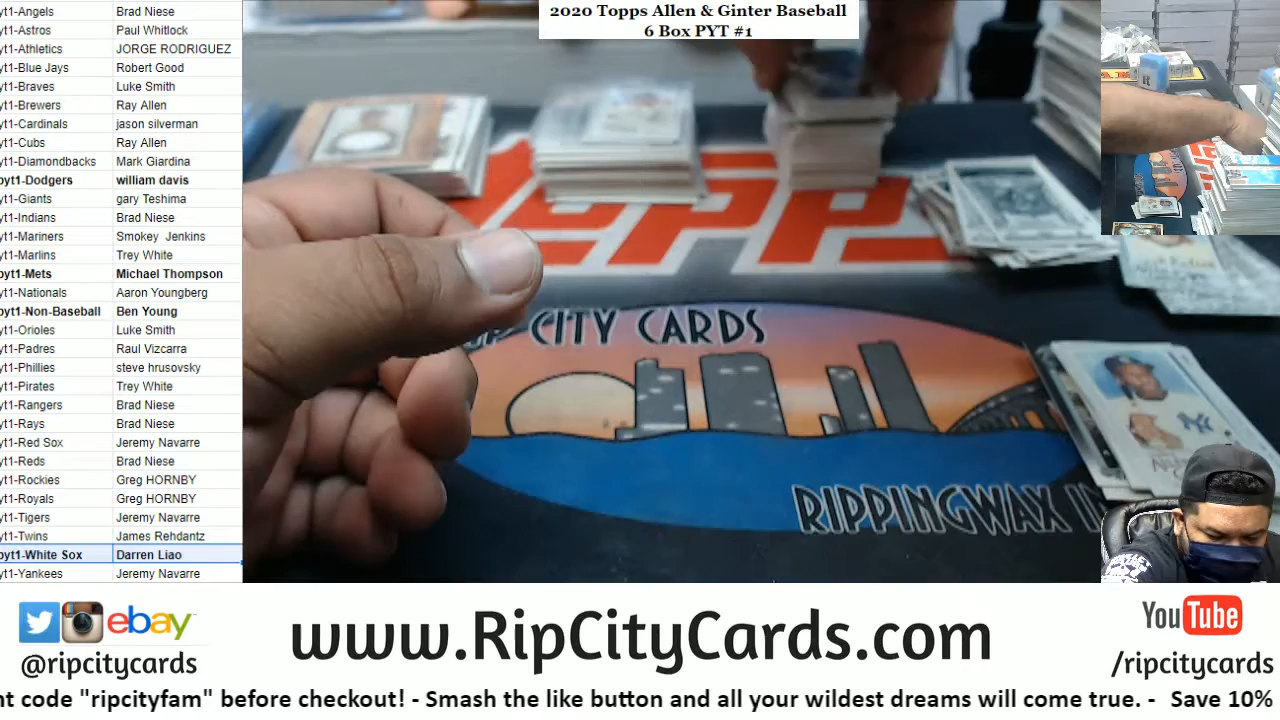 yt1-Angels Brad Niese
yt1-Astros Paul Whitlock
yt1-Athletics JORGE RODRIGUEZ
yt1-Blue Jays Robert Good
yt1-Braves Luke Smith
yt1-Brewers Ray Allen
yt1-Cardinals jason silverman
yt1-Cubs Ray Allen
yt1-Diamondbacks Mark Giardina
pyt1-Dodgers william davis
yt1-Giants gary Teshima
yt1-Indians Brad Niese
yt1-Mariners Smokey Jenkins
yt1-Marlins Trey White
pyt1-Mets Michael Thompson
yt1-Nationals Aaron Youngberg
pyt1-Non-Baseball Ben Young
yt1-Orioles Luke Smith
yt1-Padres Raul Vizcarra
yt1-Phillies steve hrusovsky
yt1-Pirates Trey White
yt1-Rangers Brad Niese
yt1-Rays Brad Niese
yt1-Red Sox Jeremy Navarre
yt1-Reds Brad Niese
yt1-Rockies Greg HORNBY
yt1-Royals Greg HORNBY
yt1-Tigers Jeremy Navarre
yt1-Twins James Rehdantz
pyt1-White Sox Darren Liao
yt1-Yankees Jeremy Navarre
2020 Topps Allen & Ginter Baseball
6 Box PYT #1
CITY CARDS
RIPPINGWAX IN
ebay
@ripcitycards
www.RipCityCards.com
YouTube
/ripcitycards
nt code "ripcityfam" before checkout! - Smash the like button and all your wildest dreams will come true. - Save 10%